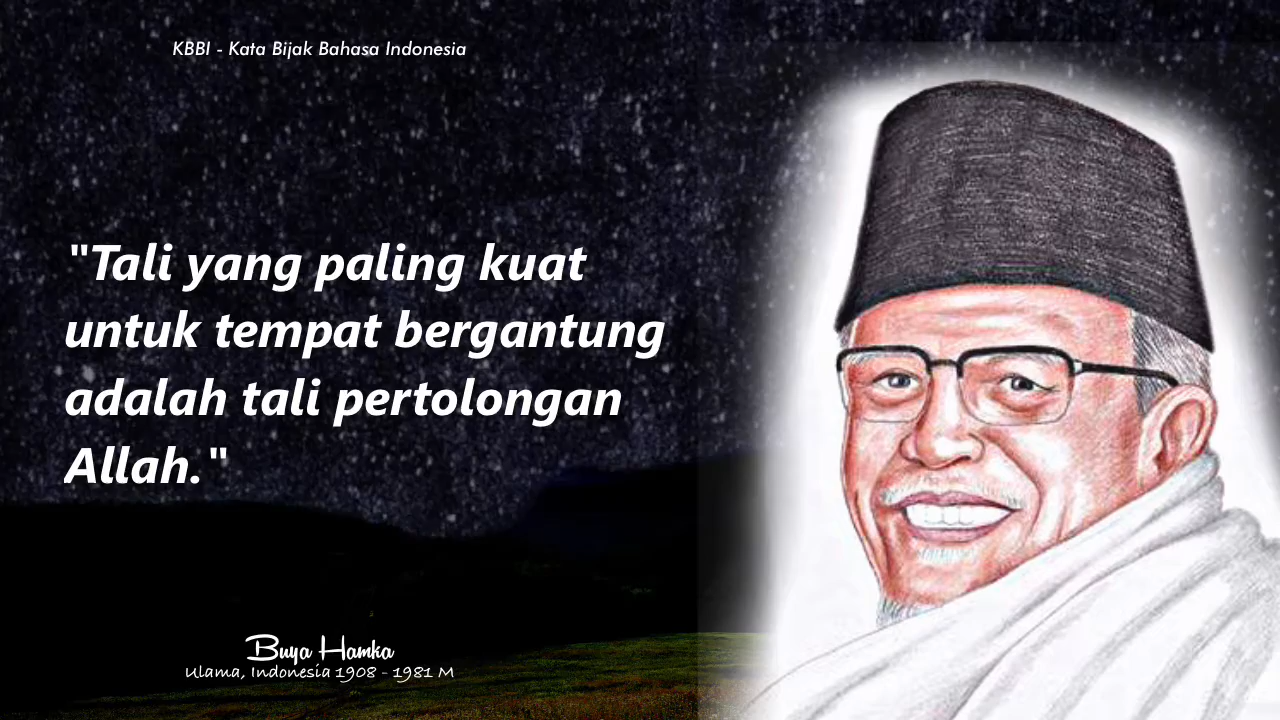 KBBI - Kata Bijak Bahasa Indonesia
"Tali yang paling kuat
untuk tempat bergantung
adalah tali pertolongan
Allah."
Buya Hamka
Ulama, Indonesia 1908 - 1981 M